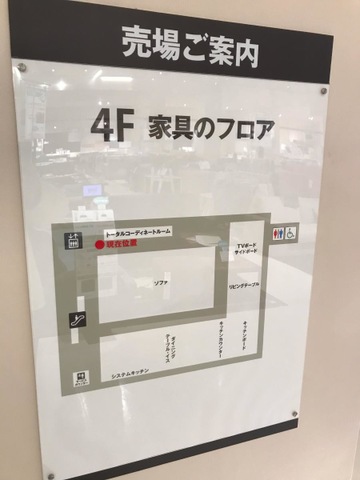 売場ご案内
4F 家具のフロア
トータルコーディネートルーム
現在位置
TVボード
サイドボード
ソファ
リビングテーブル
ダイニング
テーブル・イス
キッチンカウンター
キッチンボード
システムキッチン